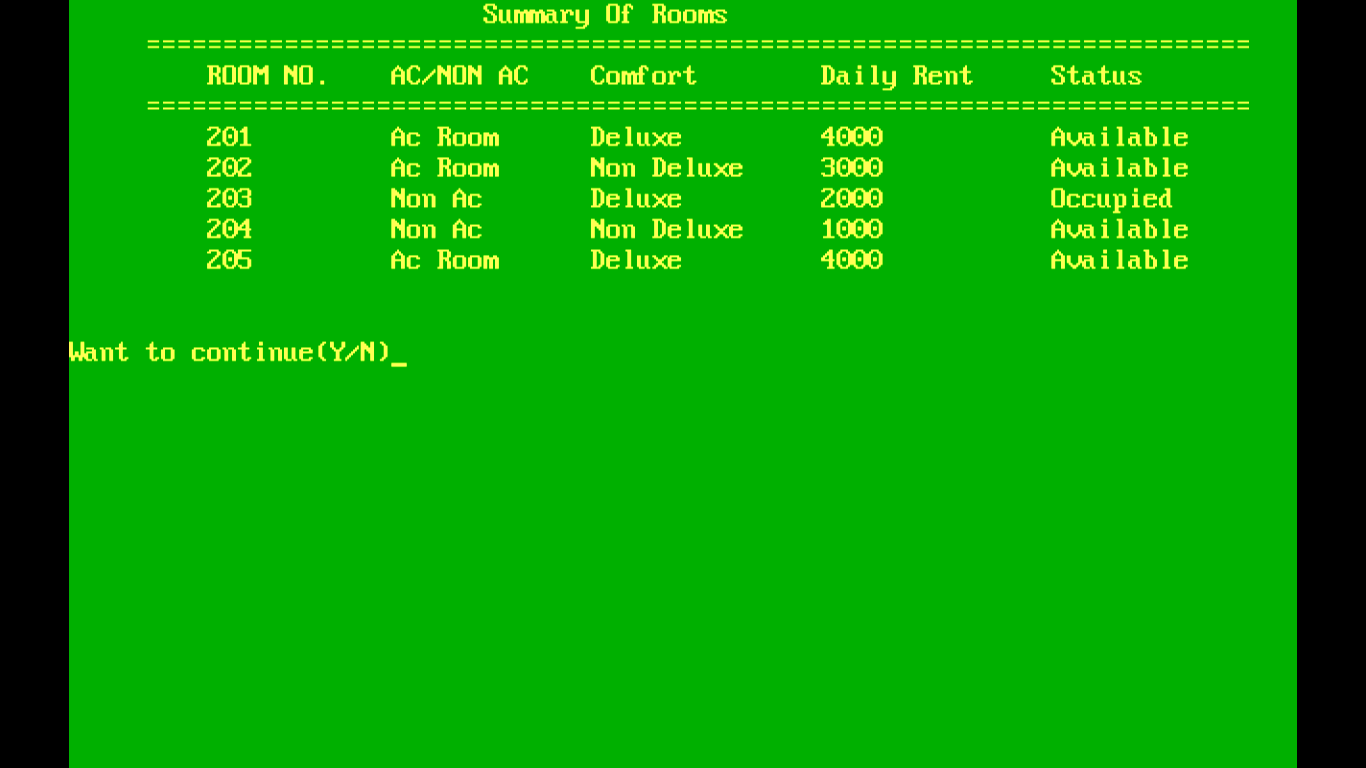 Summary Of Rooms
========================================================================
ROOM NO. AC/NON AC Comfort Daily Rent Status
========================================================================
201 Ac Room Deluxe 4000 Available
202 Ac Room Non Deluxe 3000 Available
203 Non Ac Deluxe 2000 Occupied
204 Non Ac Non Deluxe 1000 Available
205 Ac Room Deluxe 4000 Available
Want to continue(Y/N)_